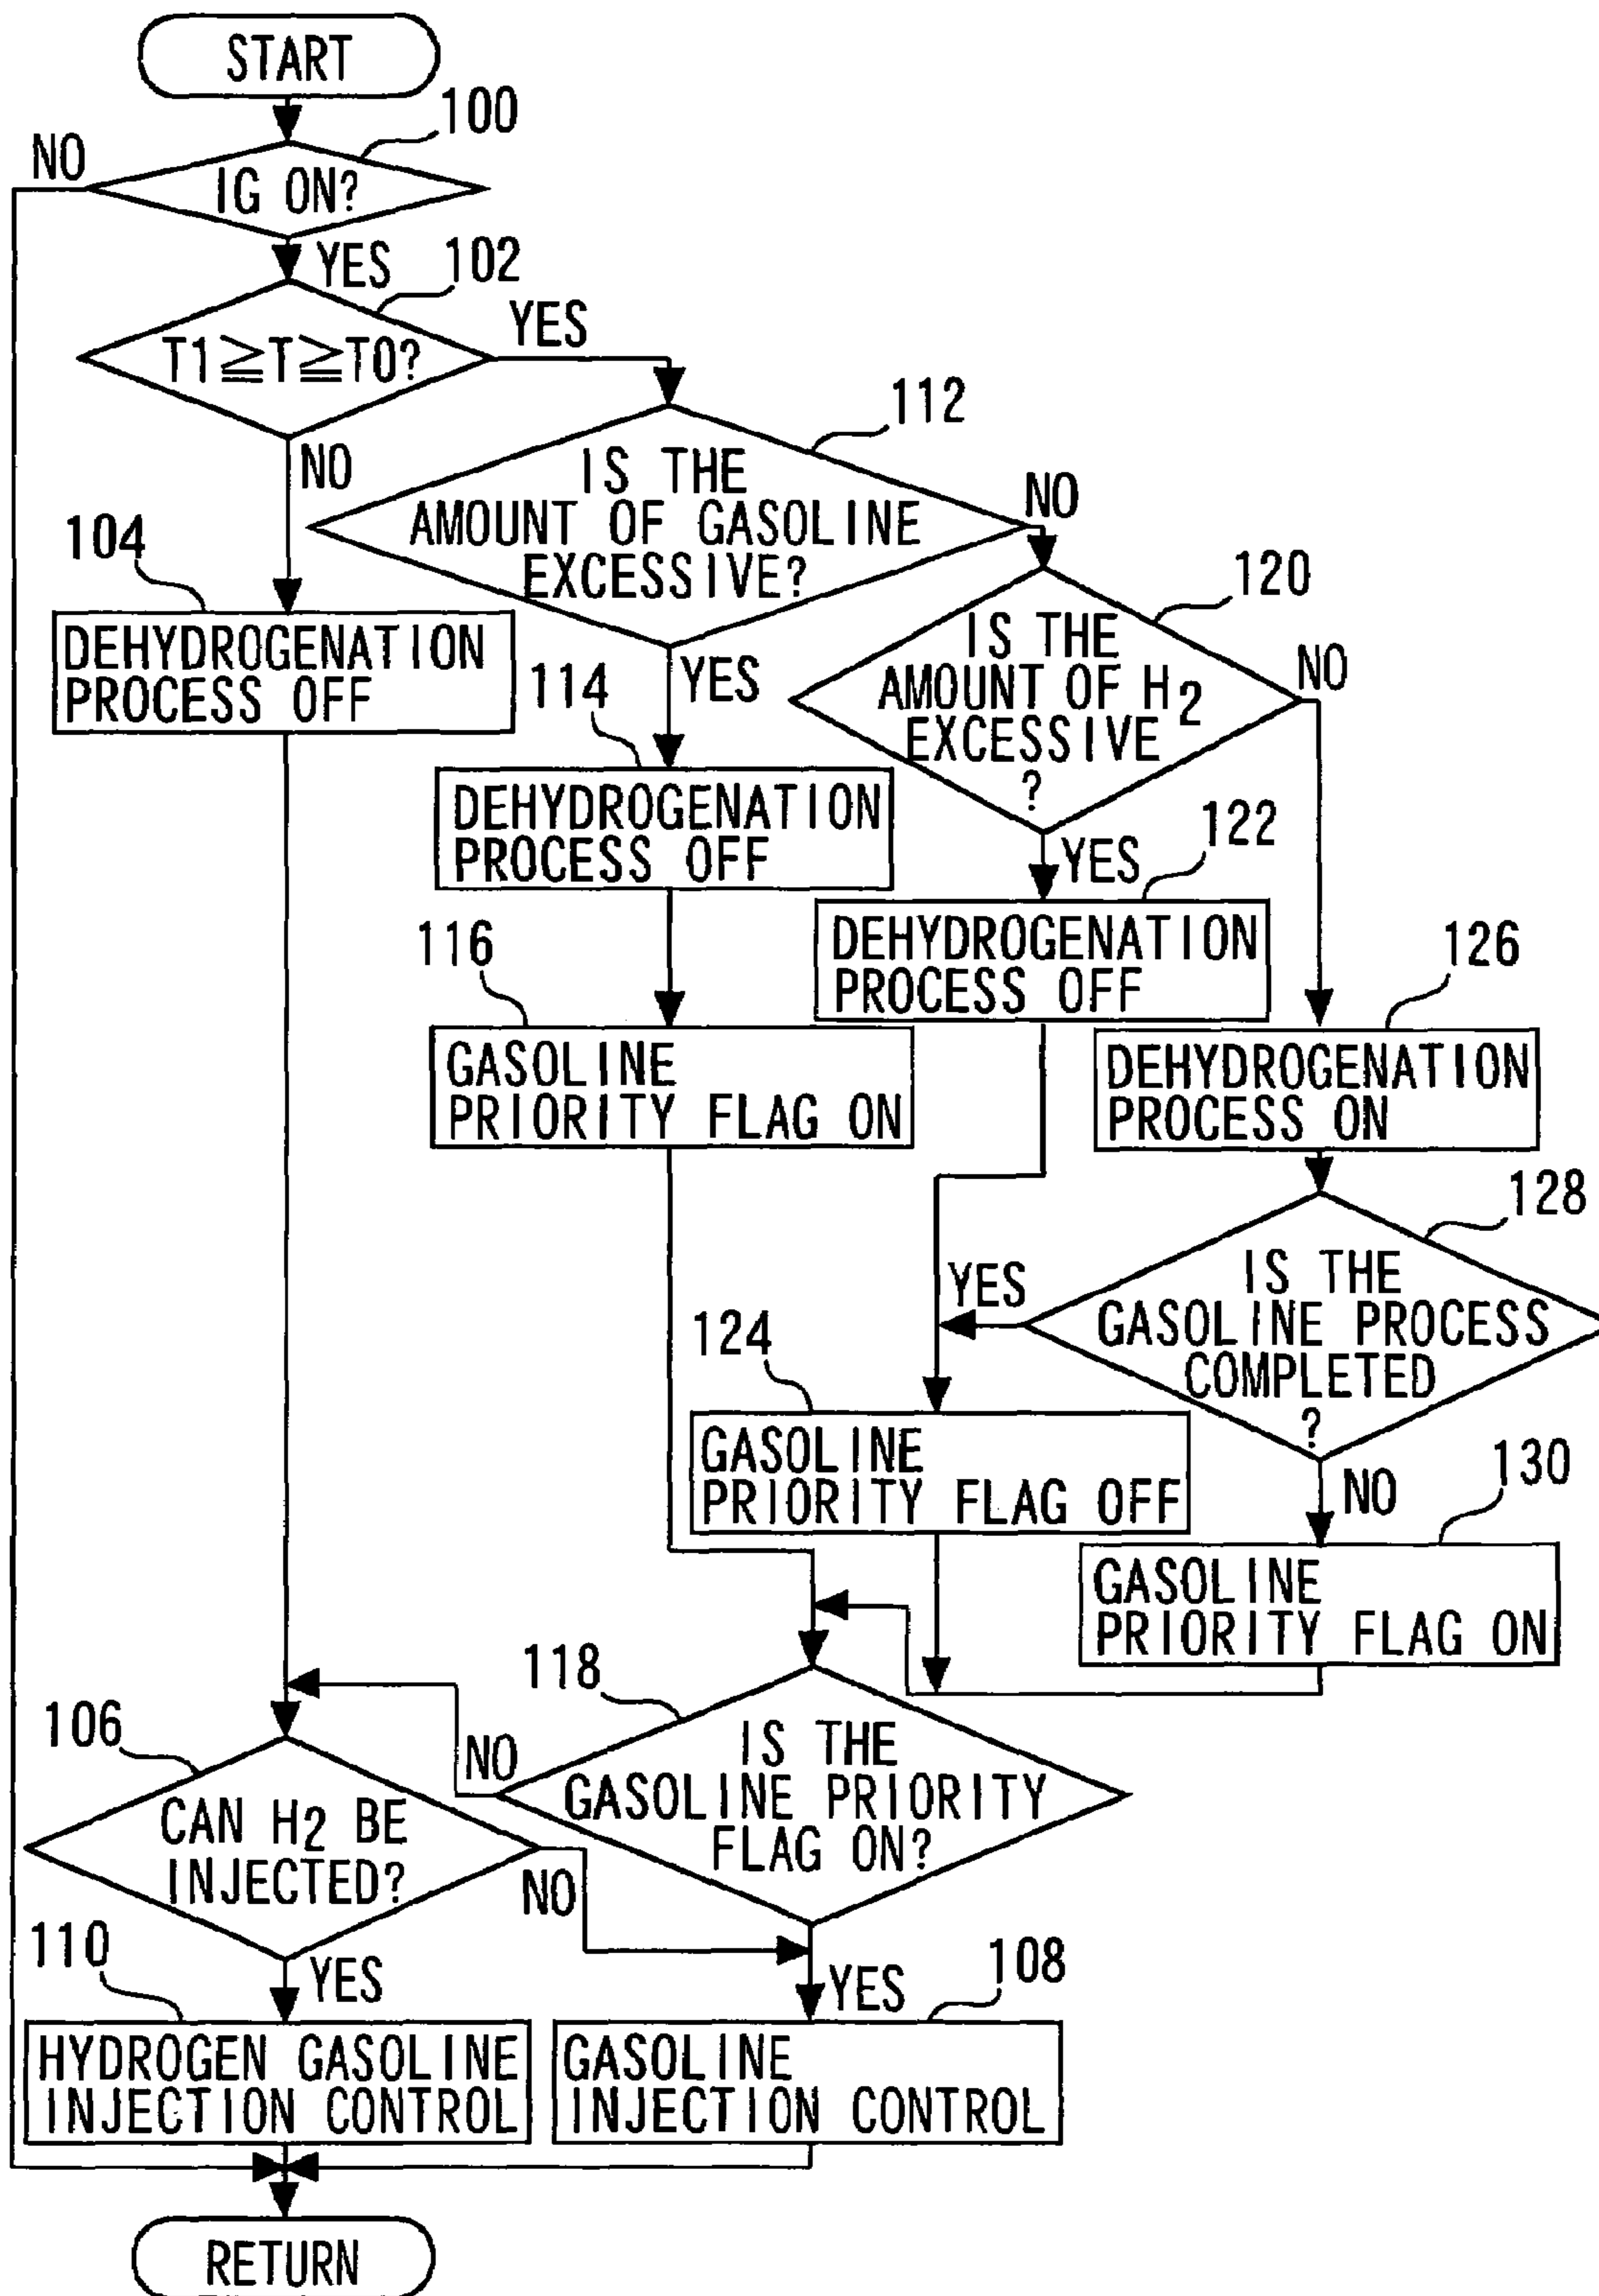 START
100
NO
IG ON?
YES
102
YES
T1≧T≧T0?
112
NO
IS THE
AMOUNT OF GASOLINE
EXCESSIVE?
NO
104
120
DEHYDROGENATION
PROCESS OFF
IS THE
AMOUNT OF H2
EXCESSIVE
?
NO
YES
114
DEHYDROGENATION
PROCESS OFF
122
YES
DEHYDROGENATION
PROCESS OFF
116
126
GASOLINE
PRIORITY FLAG ON
DEHYDROGENATION
PROCESS ON
128
IS THE
GASOLINE PROCESS
COMPLETED
?
YES
124
GASOLINE
PRIORITY FLAG OFF
NO
130
GASOLINE
PRIORITY FLAG ON
118
106
NO
IS THE
GASOLINE PRIORITY
FLAG ON?
CAN H2 BE
INJECTED?
NO
110
YES
108
YES
HYDROGEN GASOLINE
INJECTION CONTROL
GASOLINE
INJECTION CONTROL
RETURN